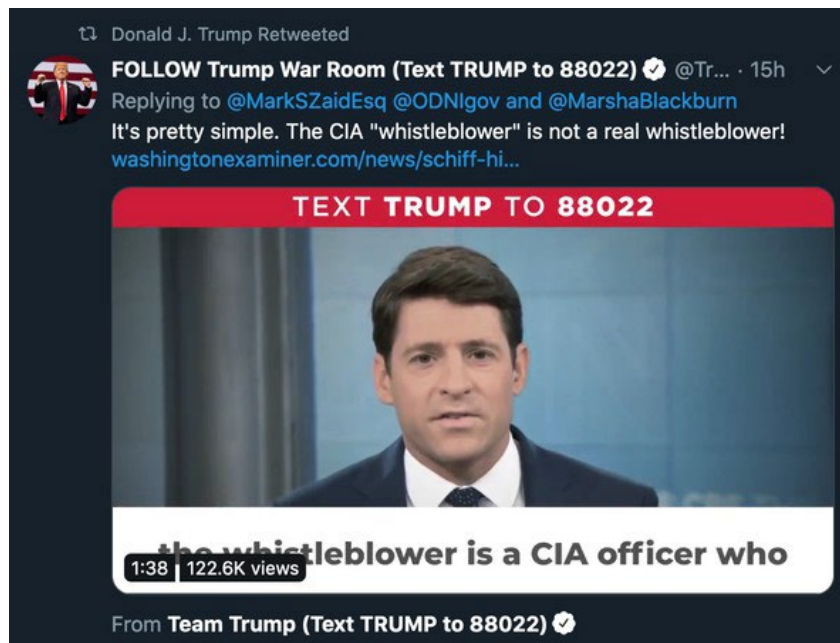 Donald J. Trump Retweeted
FOLLOW Trump War Room (Text TRUMP to 88022) @Tr... · 15h
Replying to @MarkSZaidEsq @ODNIgov and @MarshaBlackburn
It's pretty simple. The CIA "whistleblower" is not a real whistleblower!
washingtonexaminer.com/news/schiff-hi...
TEXT TRUMP TO 88022
the whistleblower is a CIA officer who
1:38 122.6K views
From Team Trump (Text TRUMP to 88022)